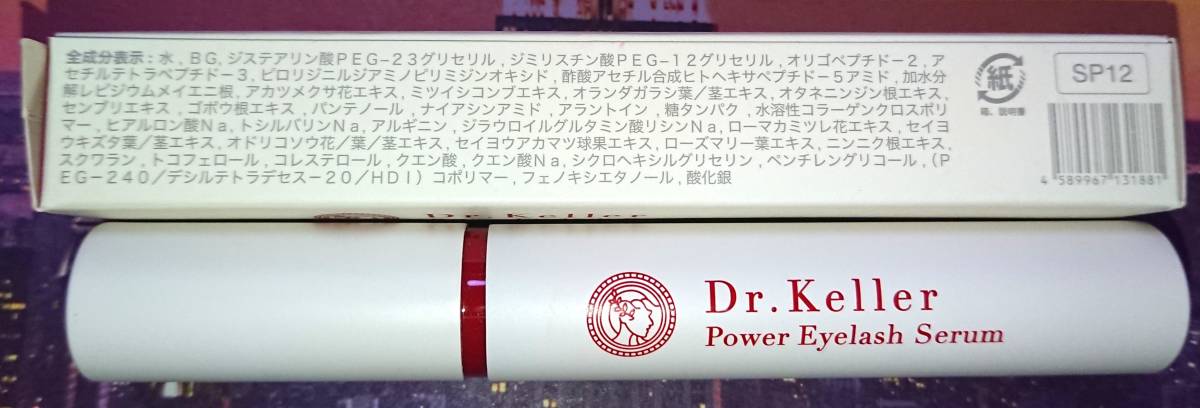 全成分表示:水,BG,ジステアリン酸PEG-23グリセリル,ジミリスチン酸PEG-12グリセリル,オリゴペプチド-2,ア
セチルテトラペプチド-3,ピロリジニルジアミノピリミジンオキシド,酢酸アセチル合成ヒトヘキサペプチド-5アミド,加水分
解レピジウムメイエニ根,アカツメクサ花エキス,ミツイシコンブエキス,オランダガラシ葉/茎エキス,オタネニンジン根エキス,
センブリエキス,ゴボウ根エキス,パンテノール,ナイアシンアミド,アラントイン,糖タンパク,水溶性コラーゲンクロスポリ
マー,ヒアルロン酸Na,トシルバリンNa,アルギニン,ジラウロイルグルタミン酸リシンNa,ローマカミツレ花エキス,セイヨ
ウキズタ葉/茎エキス,オドリコソウ花/葉/茎エキス,セイヨウアカマツ球果エキス,ローズマリー葉エキス,ニンニク根エキス,
スクワラン,トコフェロール,コレステロール,クエン酸,クエン酸Na,シクロヘキシルグリセリン,ペンチレングリコール,(P
EG-240/デシルテトラデセス-20/HDI)コポリマー,フェノキシエタノール,酸化銀
紙
箱、説明書
SP12
4 589967 131881
Dr.Keller
Dr.Keller
Power Eyelash Serum